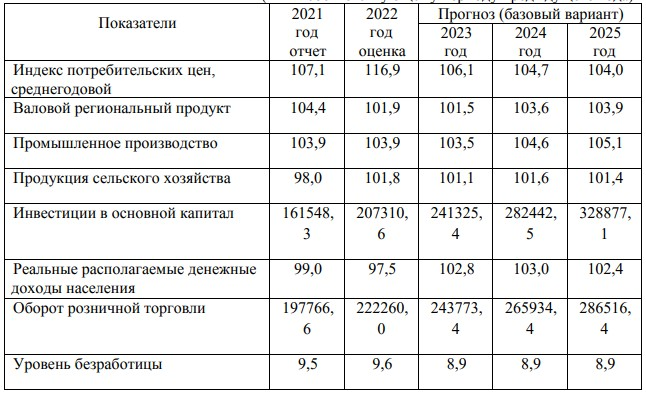 Показатели 2021 год отчет 2022 год оценка Прогноз (базовый вариант)
2023 год 2024 год 2025 год
Индекс потребительских цен, среднегодовой 107,1 116,9 106,1 104,7 104,0
Валовой региональный продукт 104,4 101,9 101,5 103,6 103,9
Промышленное производство 103,9 103,9 103,5 104,6 105,1
Продукция сельского хозяйства 98,0 101,8 101,1 101,6 101,4
Инвестиции в основной капитал 161548,3 207310,6 241325,4 282442,5 328877,1
Реальные располагаемые денежные доходы населения 99,0 97,5 102,8 103,0 102,4
Оборот розничной торговли 197766,6 222260,0 243773,4 265934,4 286516,4
Уровень безработицы 9,5 9,6 8,9 8,9 8,9